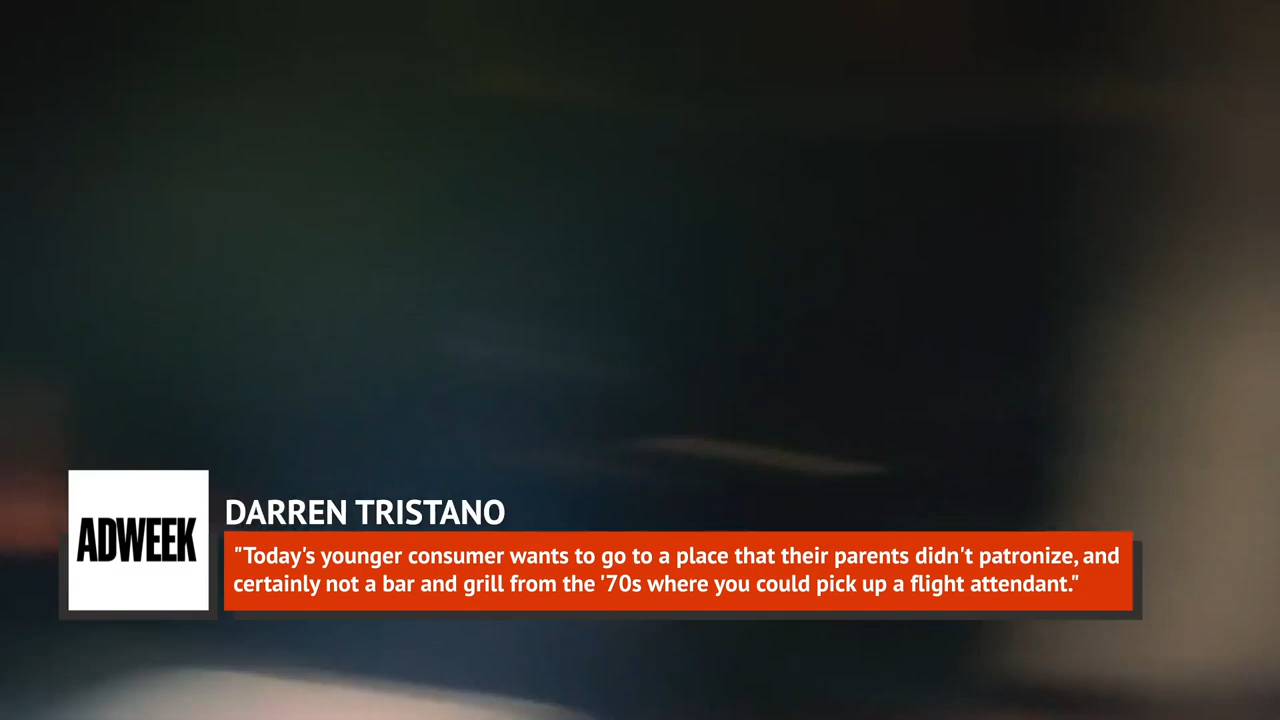 ADWEEK
DARREN TRISTANO
"Today's younger consumer wants to go to a place that their parents didn't patronize, and
certainly not a bar and grill from the '70s where you could pick up a flight attendant."